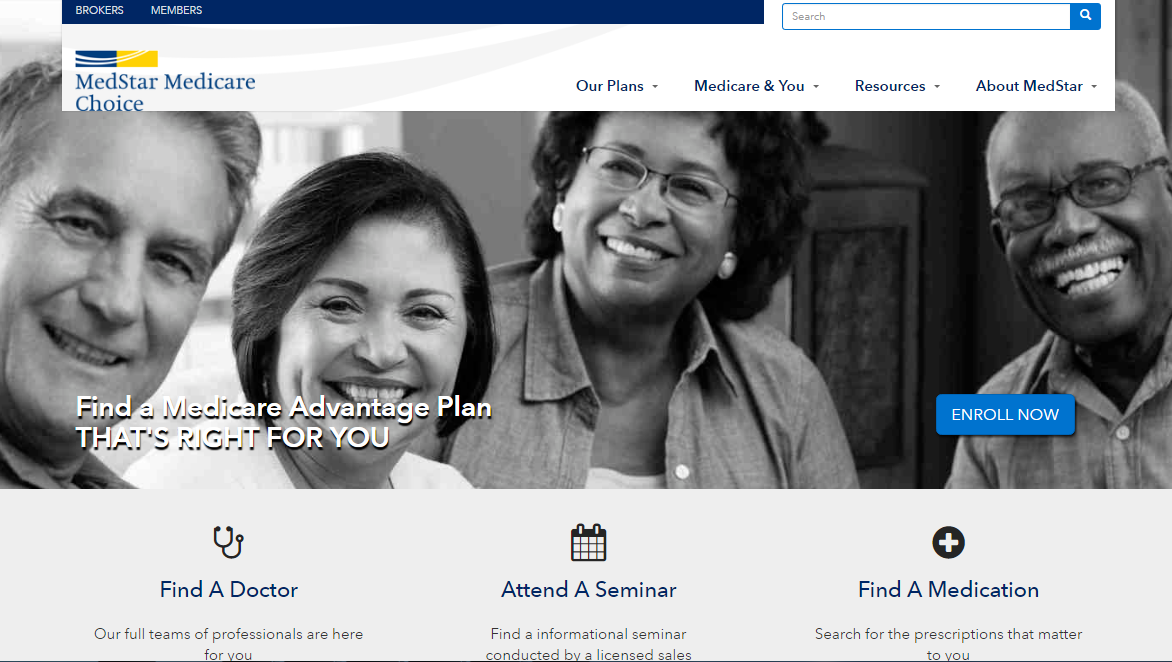 BROKERS MEMBERS
Search
MedStar Medicare
Choice
Our Plans Medicare & You Resources About MedStar
Find a Medicare Advantage Plan
THAT'S RIGHT FOR YOU
ENROLL NOW
Find A Doctor
Attend A Seminar
Find A Medication
Our full teams of professionals are here
for you
Find a informational seminar
conducted by a licensed sales
Search for the prescriptions that matter
to you